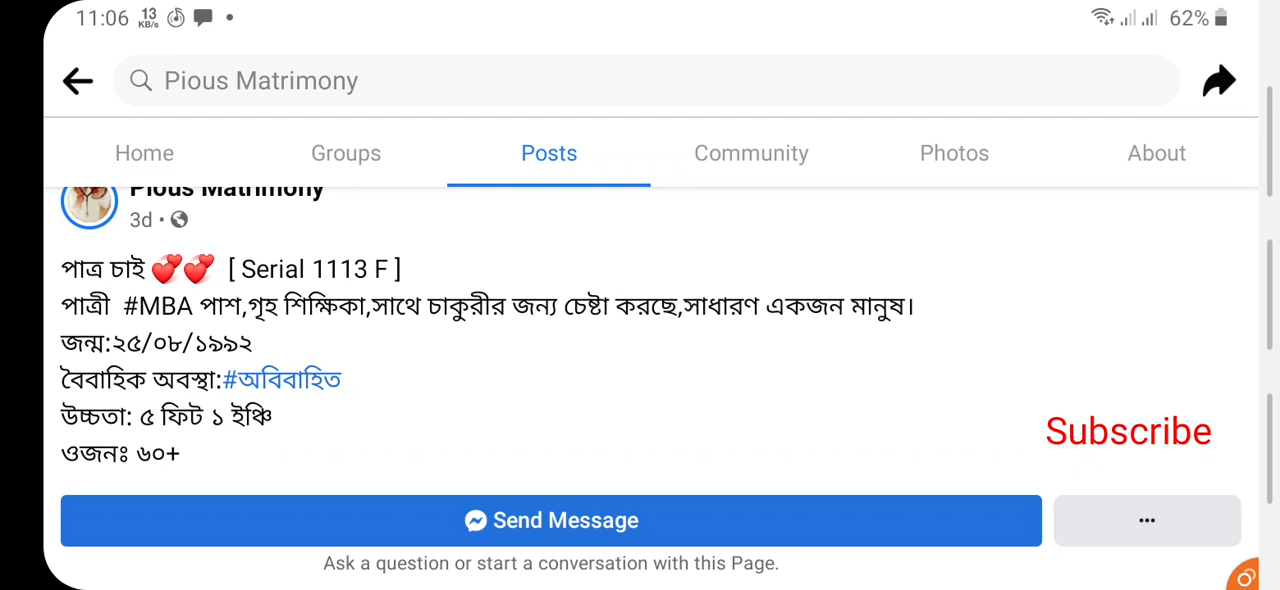 11:06 13 KB/s 62%
Pious Matrimony
Home Groups Posts Community Photos About
Pious Matrimony
3d
পাত্র চাই 💞💞 [ Serial 1113 F ]
পাত্রী #MBA পাশ,গৃহ শিক্ষিকা,সাথে চাকুরীর জন্য চেষ্টা করছে,সাধারণ একজন মানুষ।
জন্ম:২৫/০৮/১৯৯২
বৈবাহিক অবস্থা:#অবিবাহিত
উচ্চতা: ৫ ফিট ১ ইঞ্চি
ওজনঃ ৬০+
Subscribe
Send Message ...
Ask a question or start a conversation with this Page.